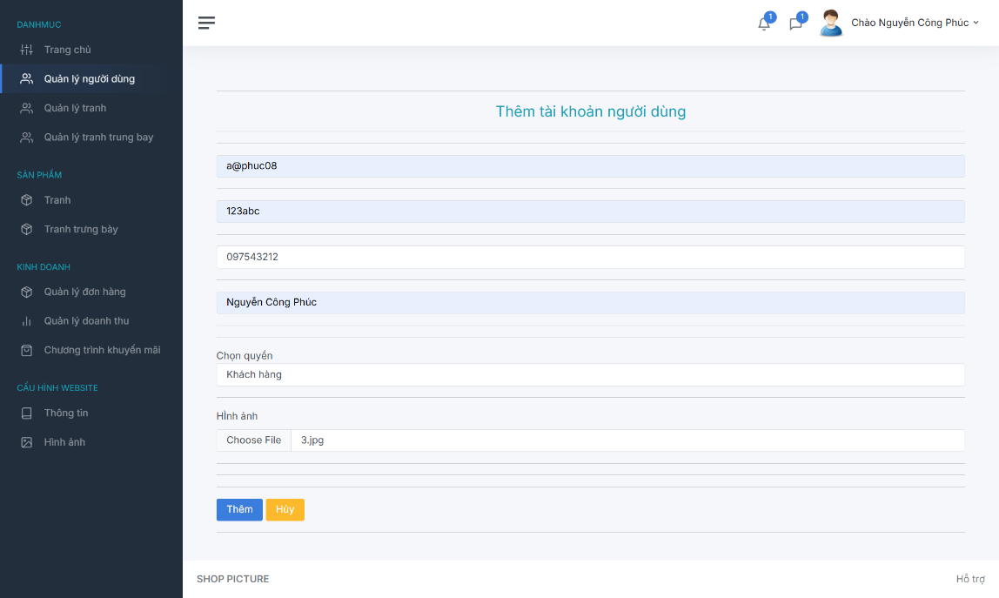 DANHMUC
Trang chủ
Quản lý người dùng
Quản lý tranh
Quản lý tranh trung bay
SẢN PHẨM
Tranh
Tranh trưng bày
KINH DOANH
Quản lý đơn hàng
Quản lý doanh thu
Chương trình khuyến mãi
CẤU HÌNH WEBSITE
Thông tin
Hình ảnh
1
1
Chào Nguyễn Công Phúc
Thêm tài khoản người dùng
a@phuc08
123abc
097543212
Nguyễn Công Phúc
Chọn quyền
Khách hàng
HÌnh ảnh
Choose File 3.jpg
Thêm Hủy
SHOP PICTURE
Hỗ trợ